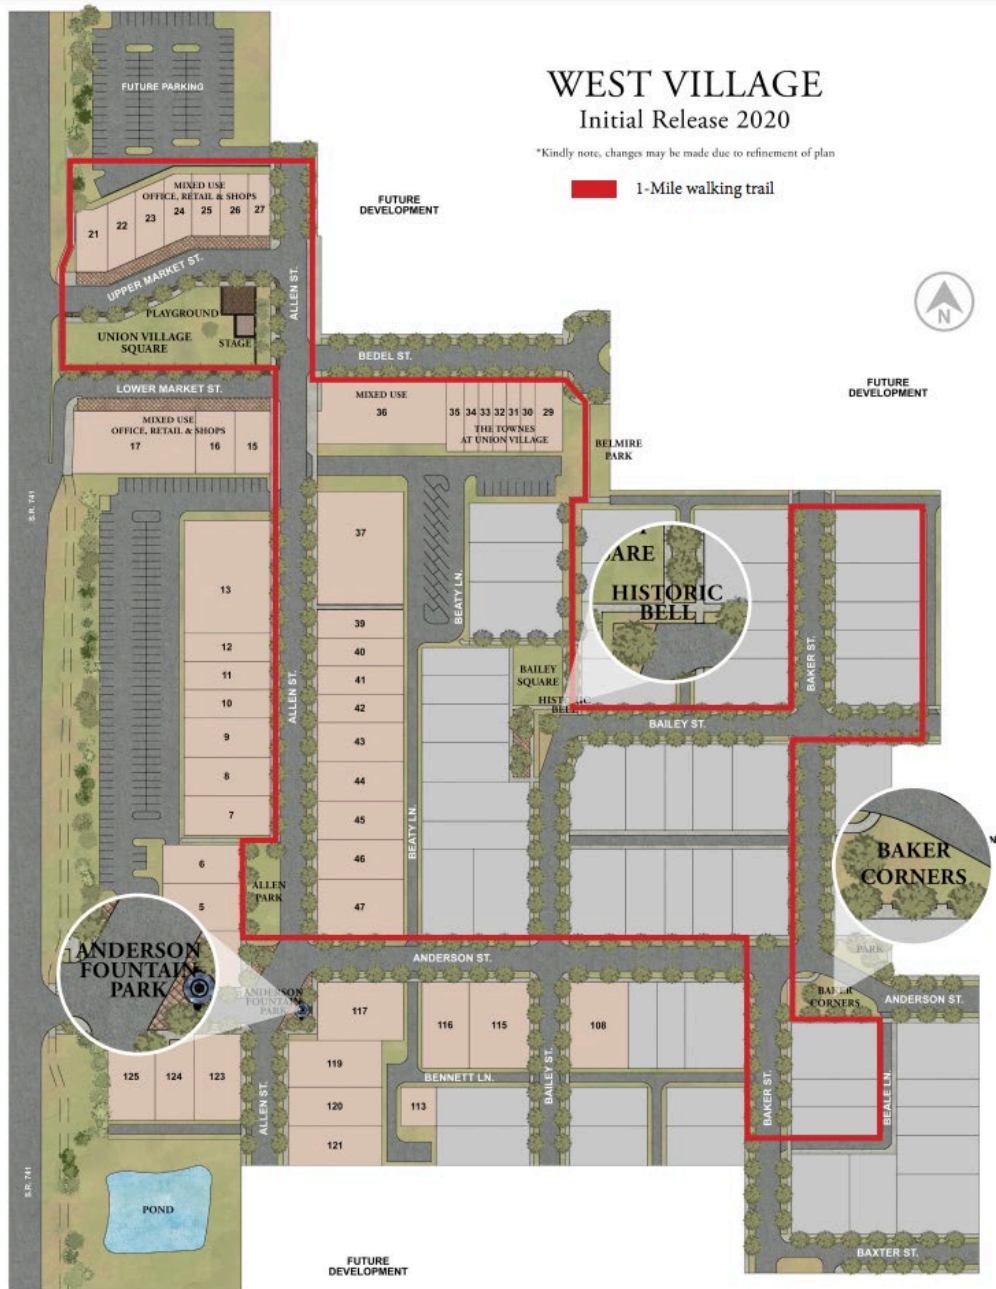 WEST VILLAGE
Initial Release 2020
*Kindly note, changes may be made due to refinement of plan
1-Mile walking trail
FUTURE PARKING
MIXED USE
OFFICE, RETAIL & SHOPS
21 22 23 24 25 26 27
FUTURE
DEVELOPMENT
UPPER MARKET ST.
ALLEN ST.
PLAYGROUND
UNION VILLAGE
SQUARE
STAGE
N
BEDEL ST.
LOWER MARKET ST.
FUTURE
DEVELOPMENT
MIXED USE
36
35 34 33 32 31 30 29
THE TOWNES
AT UNION VILLAGE
MIXED USE
OFFICE, RETAIL & SHOPS
17 16 15
BELMIRE
PARK
S.R. 741
37
13
ARE
HISTORIC
BELL
BEATY LN.
39
12
40
11
41
10
42
9
43
8
44
7
45
46
47
6
5
ALLEN ST.
BAKER ST.
BAILEY
SQUARE
BAILEY ST.
BEATY LN.
BAKER
CORNERS
N
ALLEN
PARK
ANDERSON
FOUNTAIN
PARK
ANDERSON ST.
PARK
ANDERSON
FOUNTAIN
PARK
BAKER
CORNERS
ANDERSON ST.
117
116 115
108
119
BENNETT LN.
125 124 123
120
113
121
ALLEN ST.
BAILEY ST.
BAKER ST.
BEALE LN.
S.R. 741
POND
FUTURE
DEVELOPMENT
BAXTER ST.